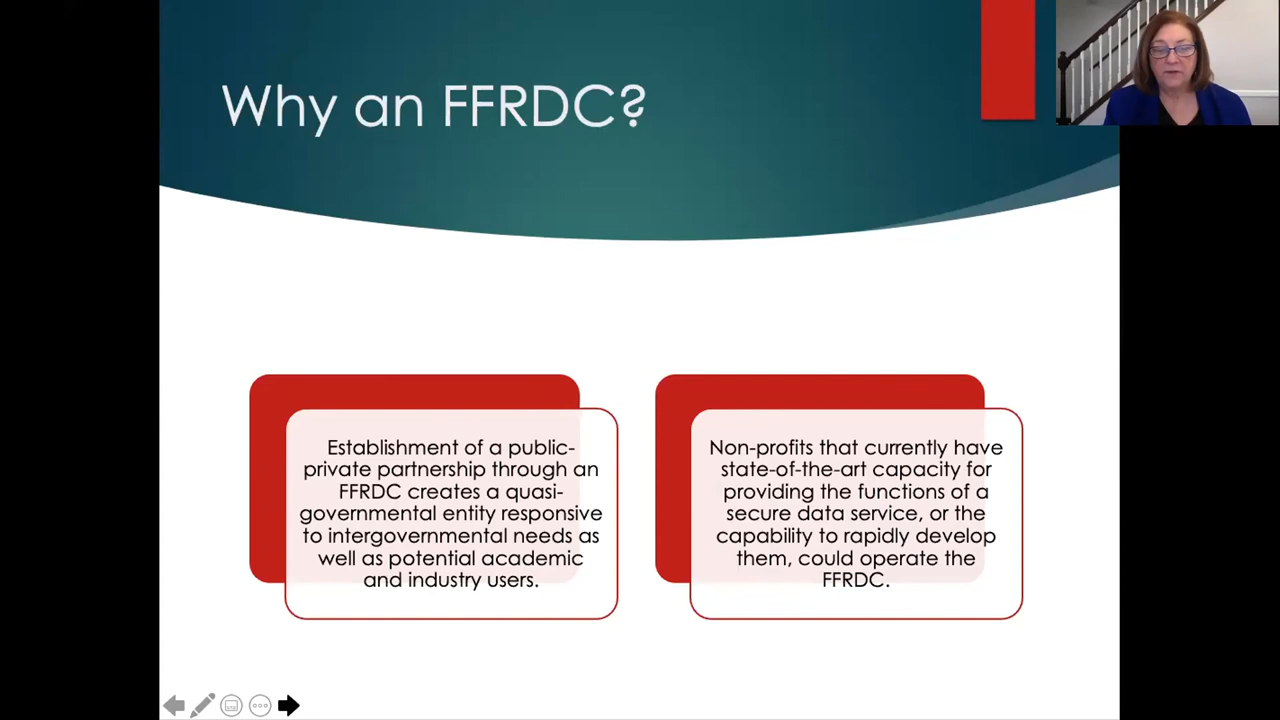 Why an FFRDC?
Establishment of a public-
private partnership through an
FFRDC creates a quasi-
governmental entity responsive
to intergovernmental needs as
well as potential academic
and industry users.
Non-profits that currently have
state-of-the-art capacity for
providing the functions of a
secure data service, or the
capability to rapidly develop
them, could operate the
FFRDC.